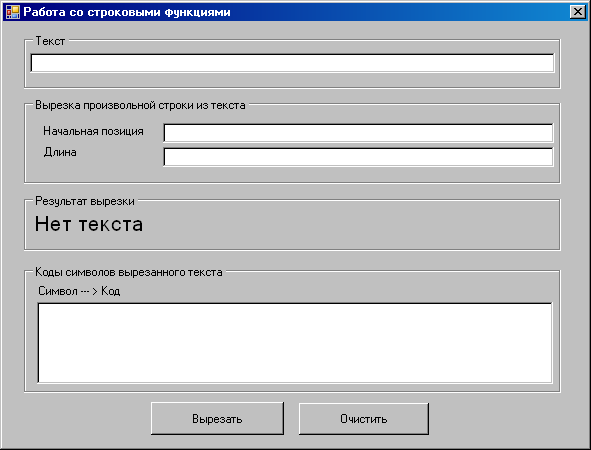 Работа со строковыми функциями
Текст
Вырезка произвольной строки из текста
Начальная позиция
Длина
Результат вырезки
Нет текста
Коды символов вырезанного текста
Символ --- > Код
Вырезать
Очистить